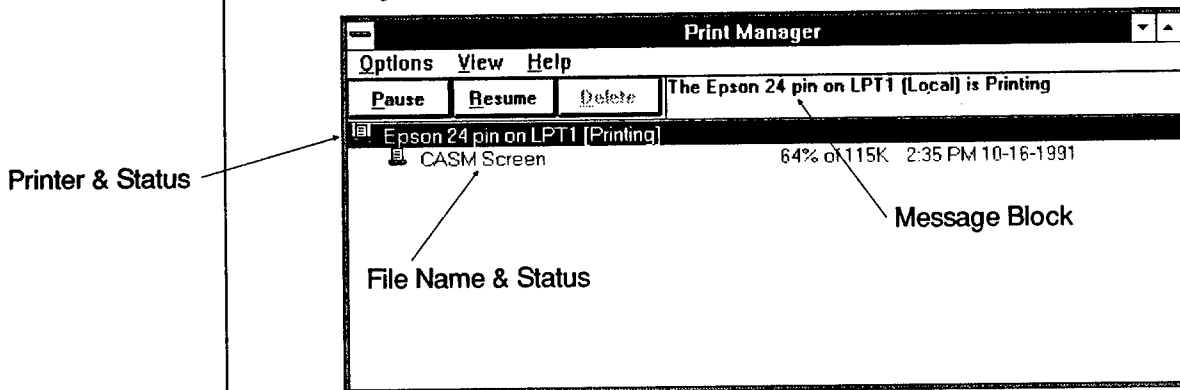 Print Manager
Options View Help
Pause Resume Delete The Epson 24 pin on LPT1 (Local) is Printing
Epson 24 pin on LPT1 [Printing]
CASM Screen 64% of 115K 2:35 PM 10-16-1991
Printer & Status
Message Block
File Name & Status